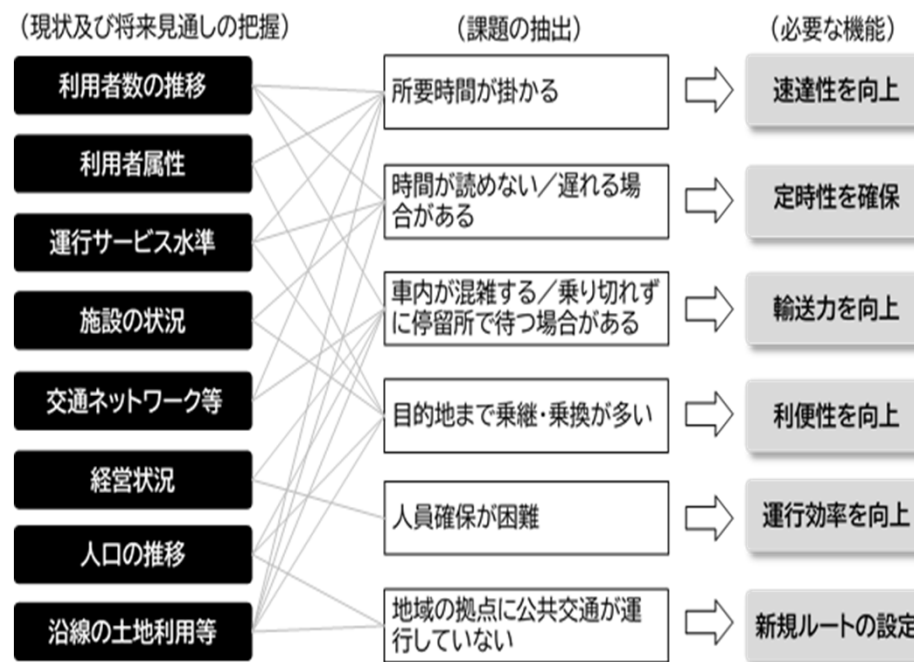 (現状及び将来見通しの把握)
(課題の抽出)
(必要な機能)
利用者数の推移
利用者属性
運行サービス水準
施設の状況
交通ネットワーク等
経営状況
人口の推移
沿線の土地利用等
所要時間が掛かる
時間が読めない/遅れる場
合がある
車内が混雑する/乗り切れず
に停留所で待つ場合がある
目的地まで乗継・乗換が多い
人員確保が困難
地域の拠点に公共交通が運
行していない
速達性を向上
定時性を確保
輸送力を向上
利便性を向上
運行効率を向上
新規ルートの設定